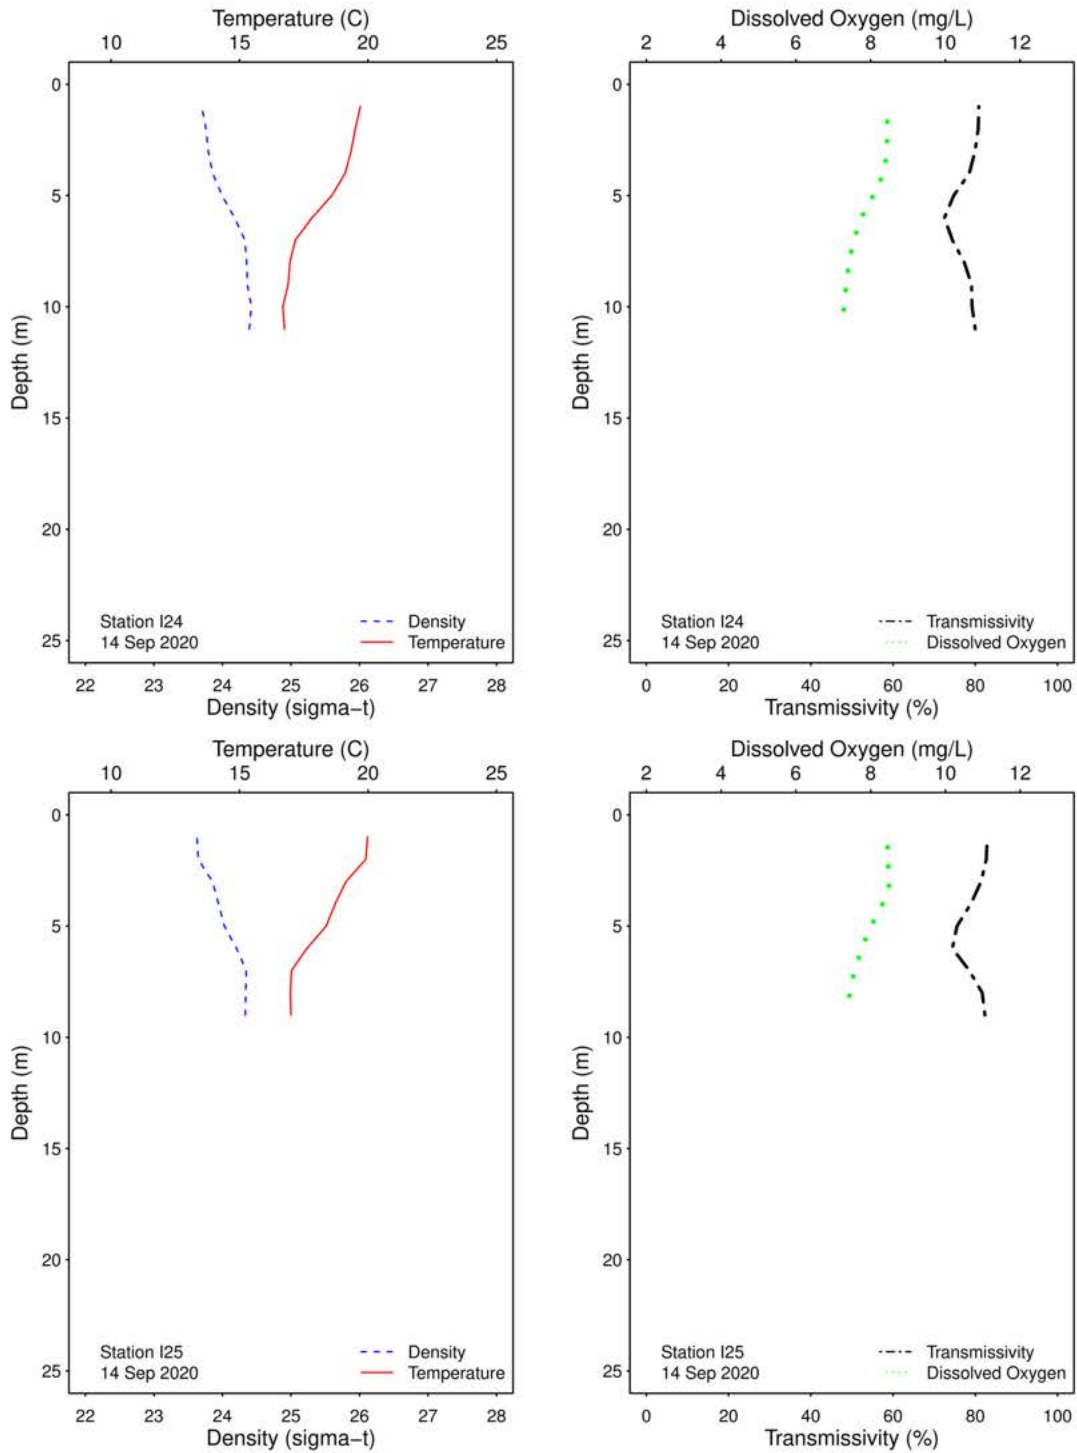 Temperature (C)
10 15 20 25
0
5
10
15
20
25
Depth (m)
Station I24
14 Sep 2020
Density
Temperature
22 23 24 25 26 27 28
Density (sigma−t)
Dissolved Oxygen (mg/L)
2 4 6 8 10 12
0
5
10
15
20
25
Depth (m)
Station I24
14 Sep 2020
Transmissivity
Dissolved Oxygen
0 20 40 60 80 100
Transmissivity (%)
Temperature (C)
10 15 20 25
0
5
10
15
20
25
Depth (m)
Station I25
14 Sep 2020
Density
Temperature
22 23 24 25 26 27 28
Density (sigma−t)
Dissolved Oxygen (mg/L)
2 4 6 8 10 12
0
5
10
15
20
25
Depth (m)
Station I25
14 Sep 2020
Transmissivity
Dissolved Oxygen
0 20 40 60 80 100
Transmissivity (%)